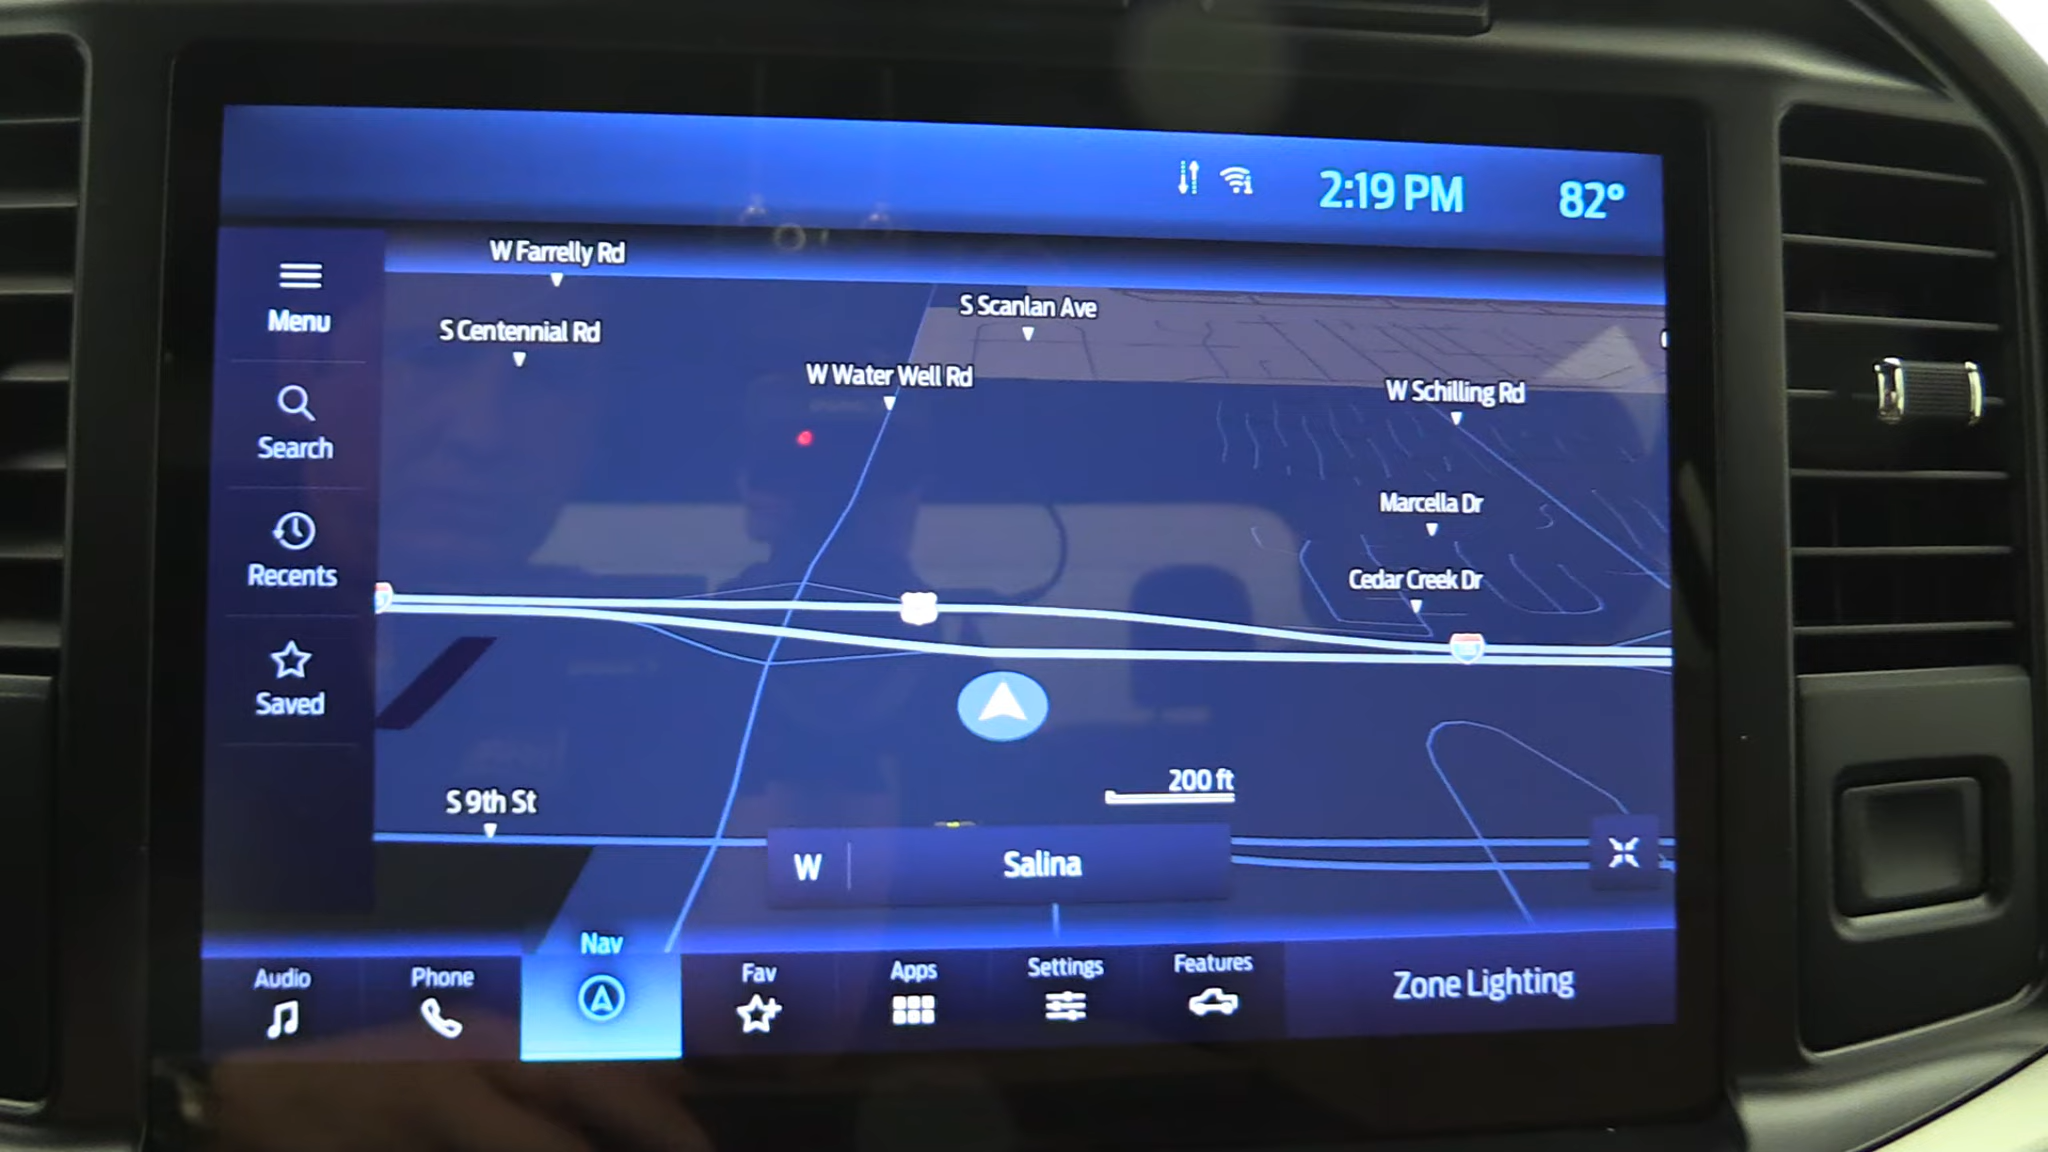 2:19 PM
82°
Menu
Search
Recents
Saved
W Farrelly Rd
S Scanlan Ave
S Centennial Rd
W Water Well Rd
W Schilling Rd
Marcella Dr
Cedar Creek Dr
200 ft
S 9th St
W
Salina
Audio
Phone
Nav
Fav
Apps
Settings
Features
Zone Lighting